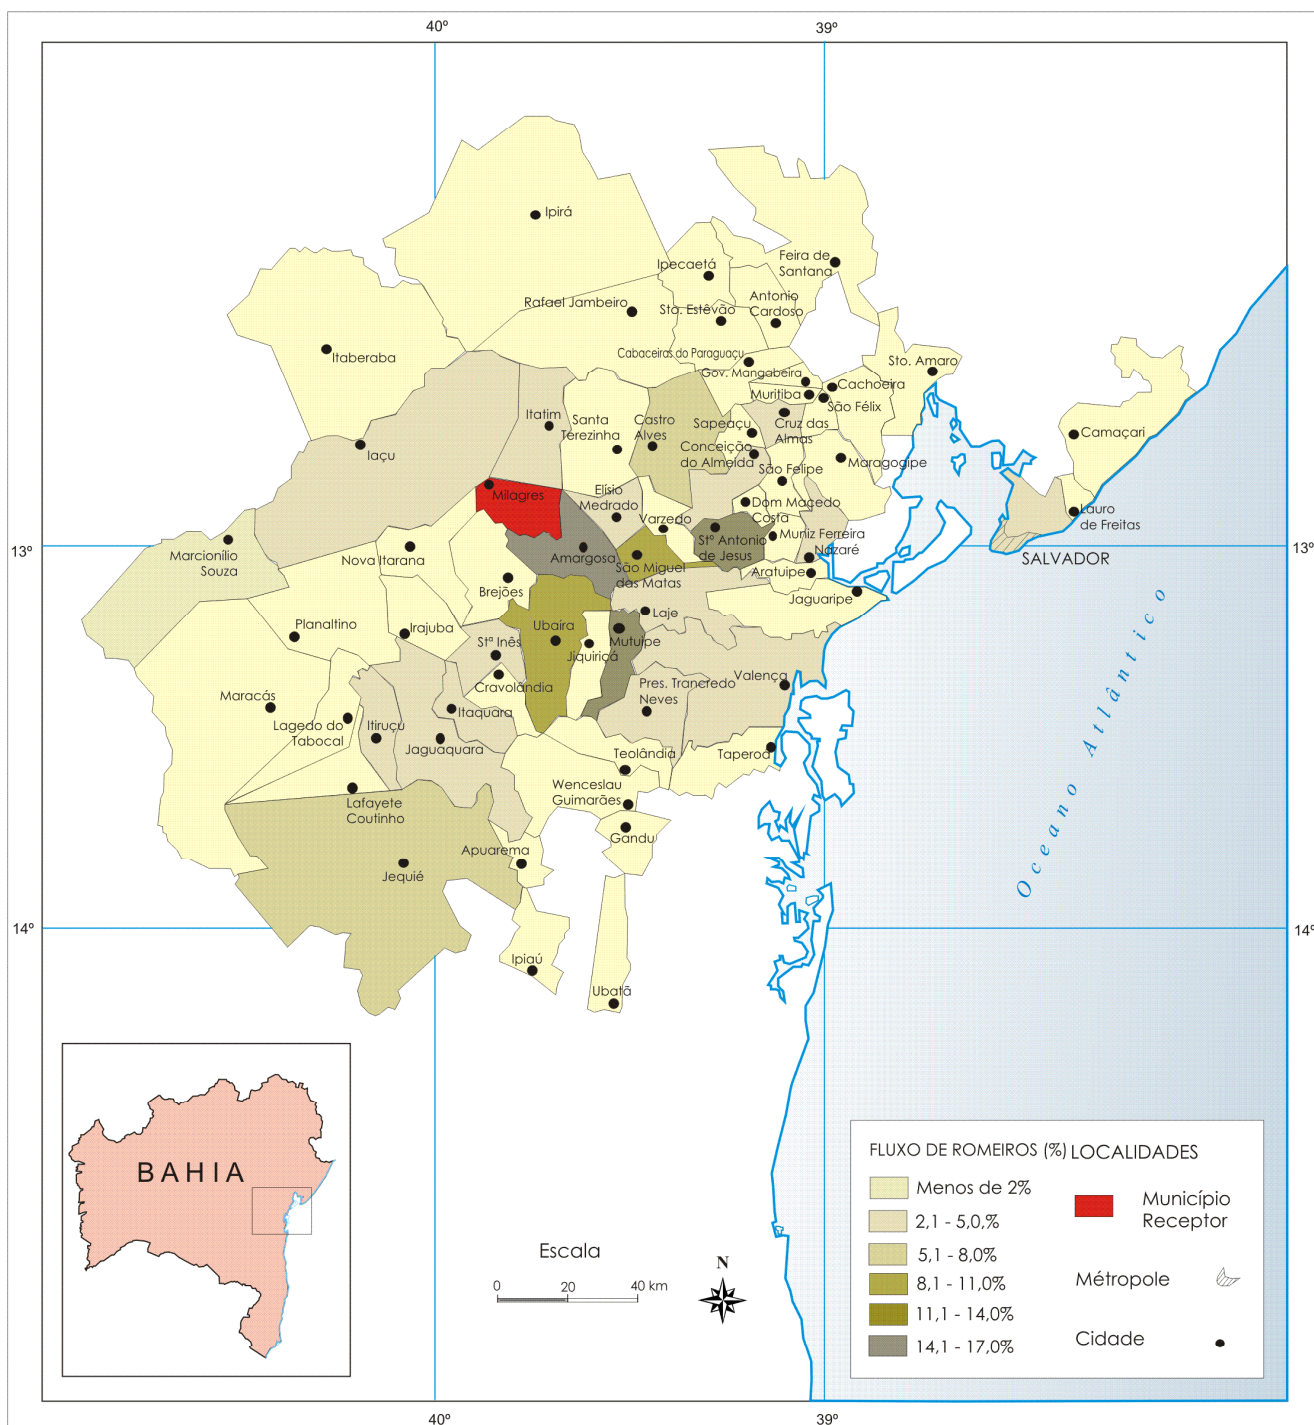 40º
39º
Ipirá
Feira de
Santana
Ipecaetá
Antonio
Cardoso
Rafael Jambeiro
Sto. Estêvão
Itaberaba
Cabaceiras do Paraguaçu
Sto. Amaro
Gov. Mangabeira
Cachoeira
Muritiba
São Félix
Itatim
Santa
Terezinha
Castro
Alves
Sapeaçu
Cruz das
Almas
Camaçari
Iaçu
Conceição
do Almeida
São Felipe
Maragogipe
Milagres
Elísio
Medrado
Dom Macedo
Costa
Lauro
de Freitas
Varzedo
Muniz Ferreira
Stº Antonio
de Jesus
Nazaré
13º
13º
Marcionílio
Souza
Nova Itarana
Amargosa
São Miguel
das Matas
SALVADOR
Aratuipe
Brejões
Jaguaripe
Laje
Planaltino
Irajuba
Ubaíra
Stª Inês
Mutuipe
Jiquiriçá
Cravolândia
Pres. Trancredo
Neves
Valença
Maracás
Itaquara
Lagedo do
Tabocal
Itiruçu
Jaguaquara
Teolândia
Taperoá
Wenceslau
Guimarães
Lafayete
Coutinho
Gandu
Apuarema
Jequié
Oceano Atlântico
14º
14º
Ipiaú
Ubatã
BAHIA
Escala
0 20 40 km
N
FLUXO DE ROMEIROS (%)
Menos de 2%
2,1 - 5,0,%
5,1 - 8,0%
8,1 - 11,0%
11,1 - 14,0%
14,1 - 17,0%
LOCALIDADES
Município
Receptor
Métropole
Cidade
40º
39º